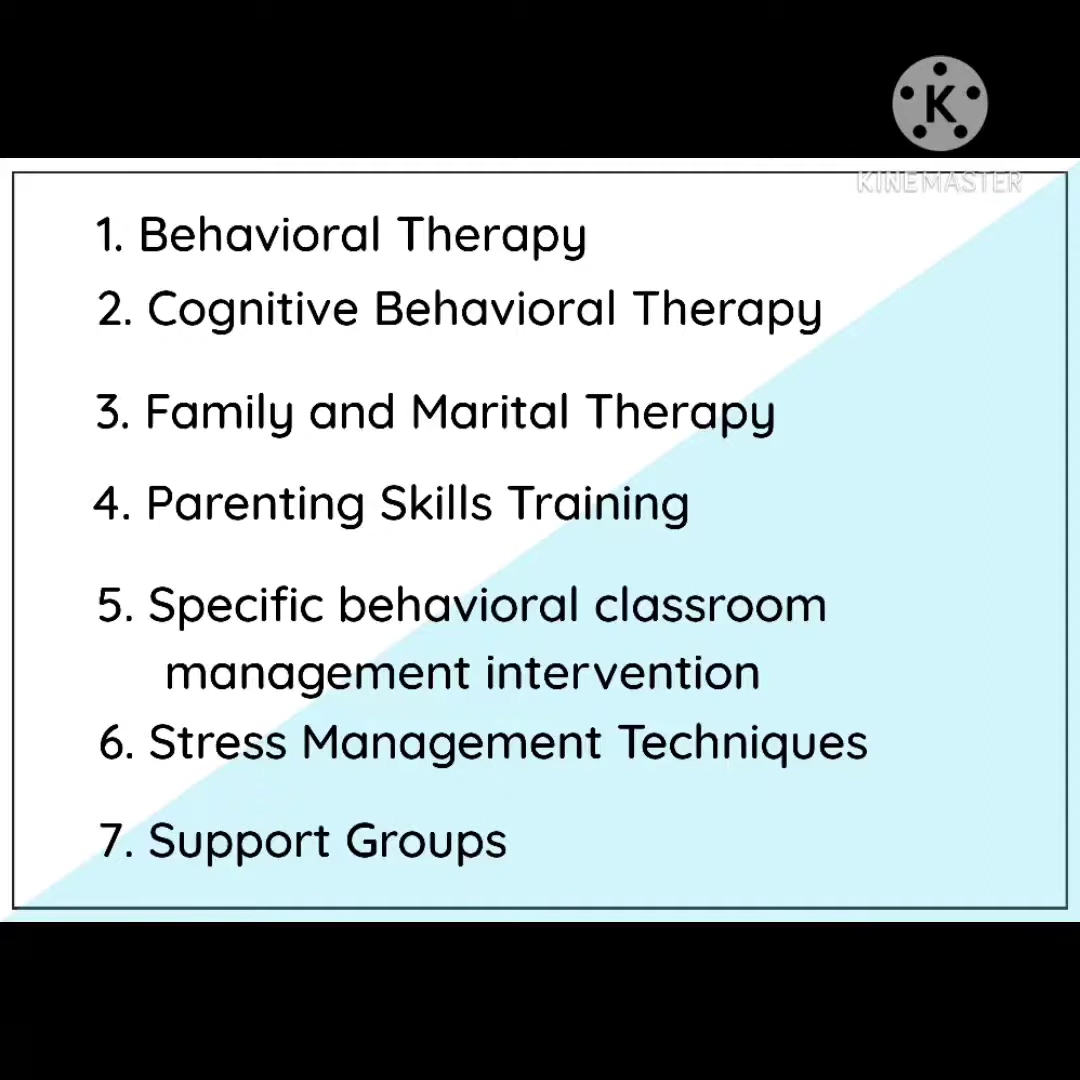 K
KINEMASTER
1. Behavioral Therapy
2. Cognitive Behavioral Therapy
3. Family and Marital Therapy
4. Parenting Skills Training
5. Specific behavioral classroom
management intervention
6. Stress Management Techniques
7. Support Groups